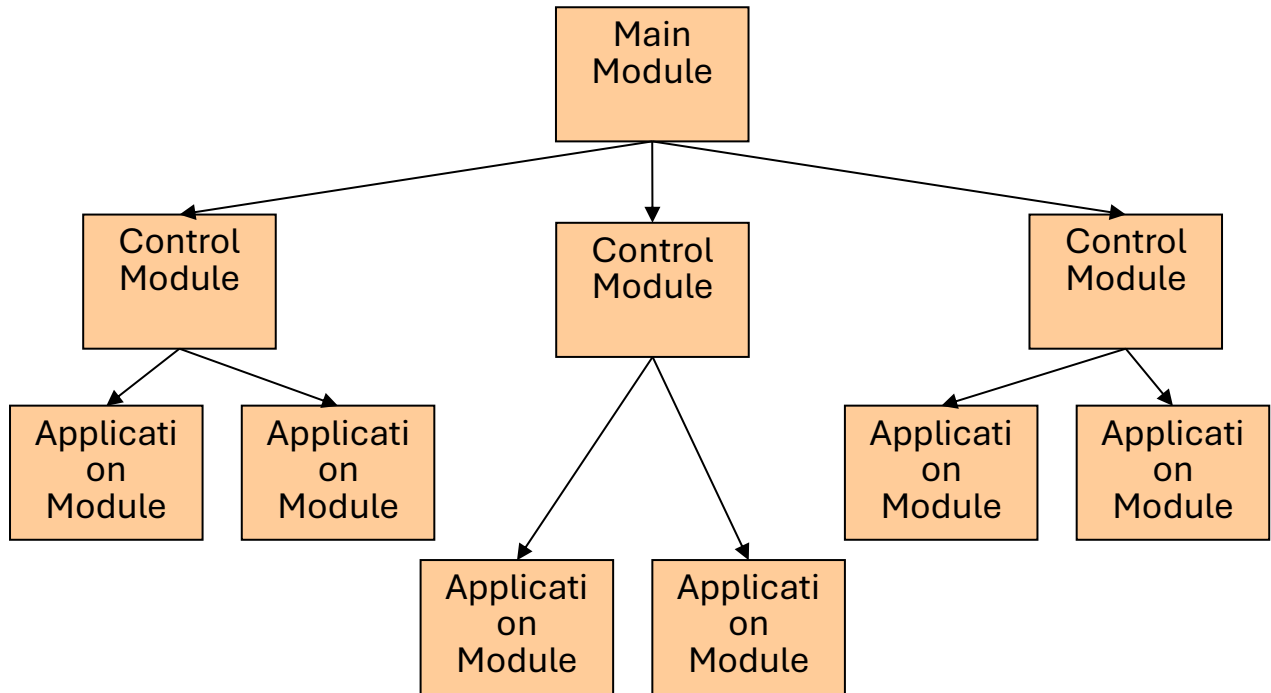 Main
Module
Control
Module
Control
Module
Control
Module
Applicati
on
Module
Applicati
on
Module
Applicati
on
Module
Applicati
on
Module
Applicati
on
Module
Applicati
on
Module